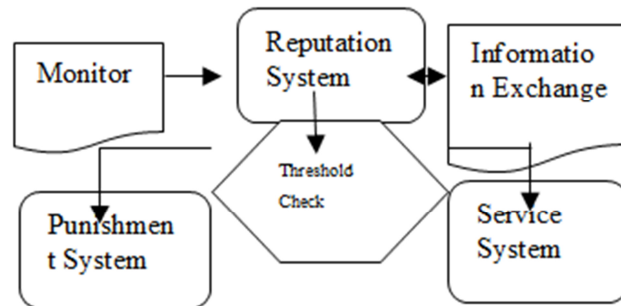 Monitor
Reputation
System
Informatio
n Exchange
Threshold
Check
Punishmen
t System
Service
System